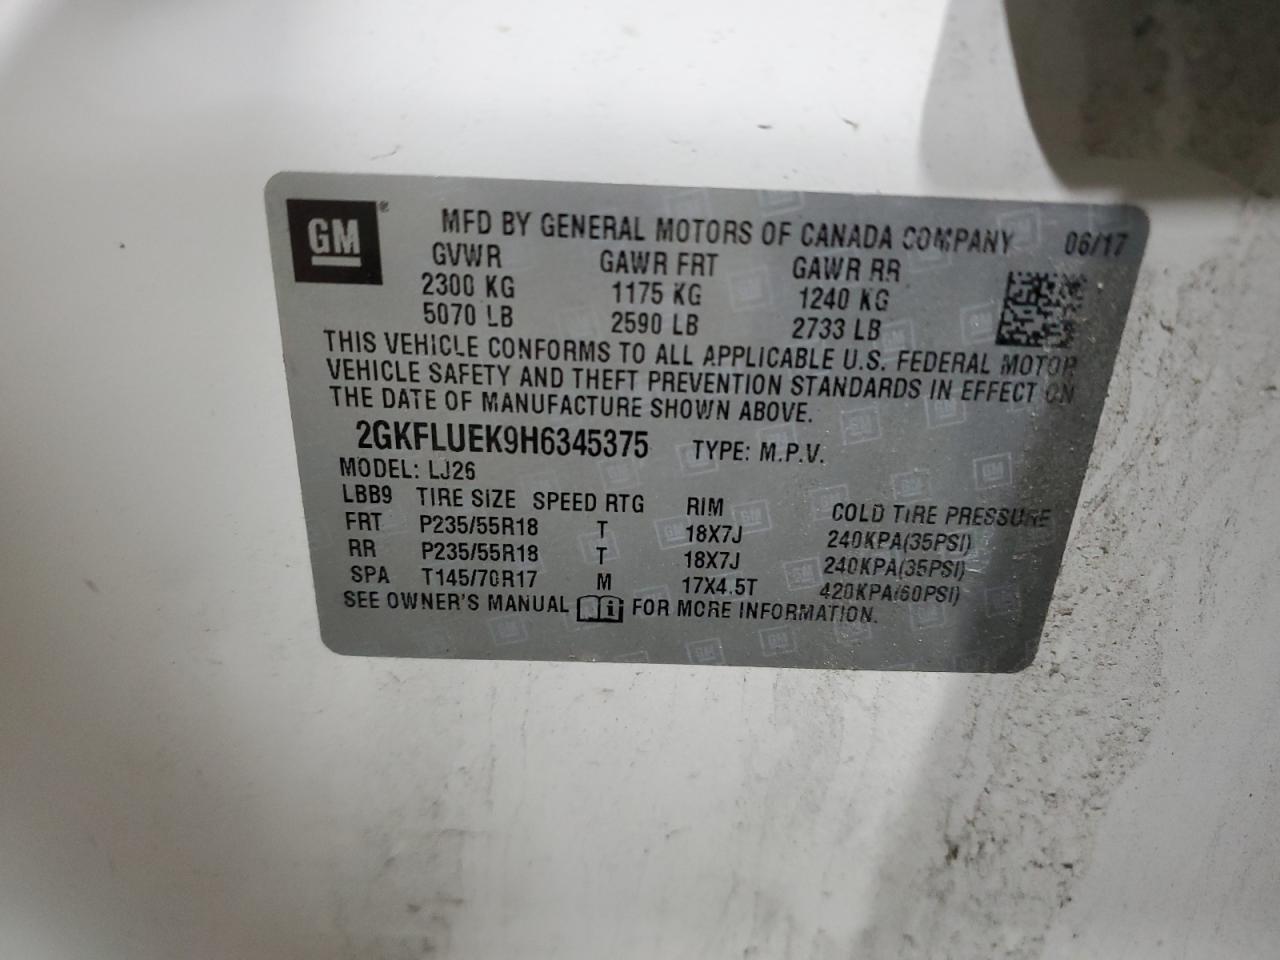 GM® MFD BY GENERAL MOTORS OF CANADA COMPANY 06/17
GVWR GAWR FRT GAWR RR
2300 KG 1175 KG 1240 KG
5070 LB 2590 LB 2733 LB
THIS VEHICLE CONFORMS TO ALL APPLICABLE U.S. FEDERAL MOTOR
VEHICLE SAFETY AND THEFT PREVENTION STANDARDS IN EFFECT ON
THE DATE OF MANUFACTURE SHOWN ABOVE.
2GKFLUEK9H6345375 TYPE: M.P.V.
MODEL: LJ26
LBB9 TIRE SIZE SPEED RTG RIM COLD TIRE PRESSURE
FRT P235/55R18 T 18X7J 240KPA(35PSI)
RR P235/55R18 T 18X7J 240KPA(35PSI)
SPA T145/70R17 M 17X4.5T 420KPA(60PSI)
SEE OWNER'S MANUAL FOR MORE INFORMATION.